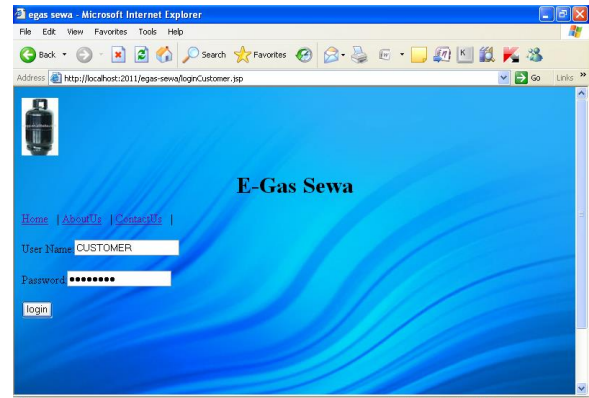 egas sewa - Microsoft Internet Explorer
File Edit View Favorites Tools Help
Back Search Favorites
Address http://localhost:2011/egas-sewa/loginCustomer.jsp Go Links »
E-Gas Sewa
Home | AboutUs | ContactUs |
User Name: CUSTOMER
Password: ●●●●●●●●
login